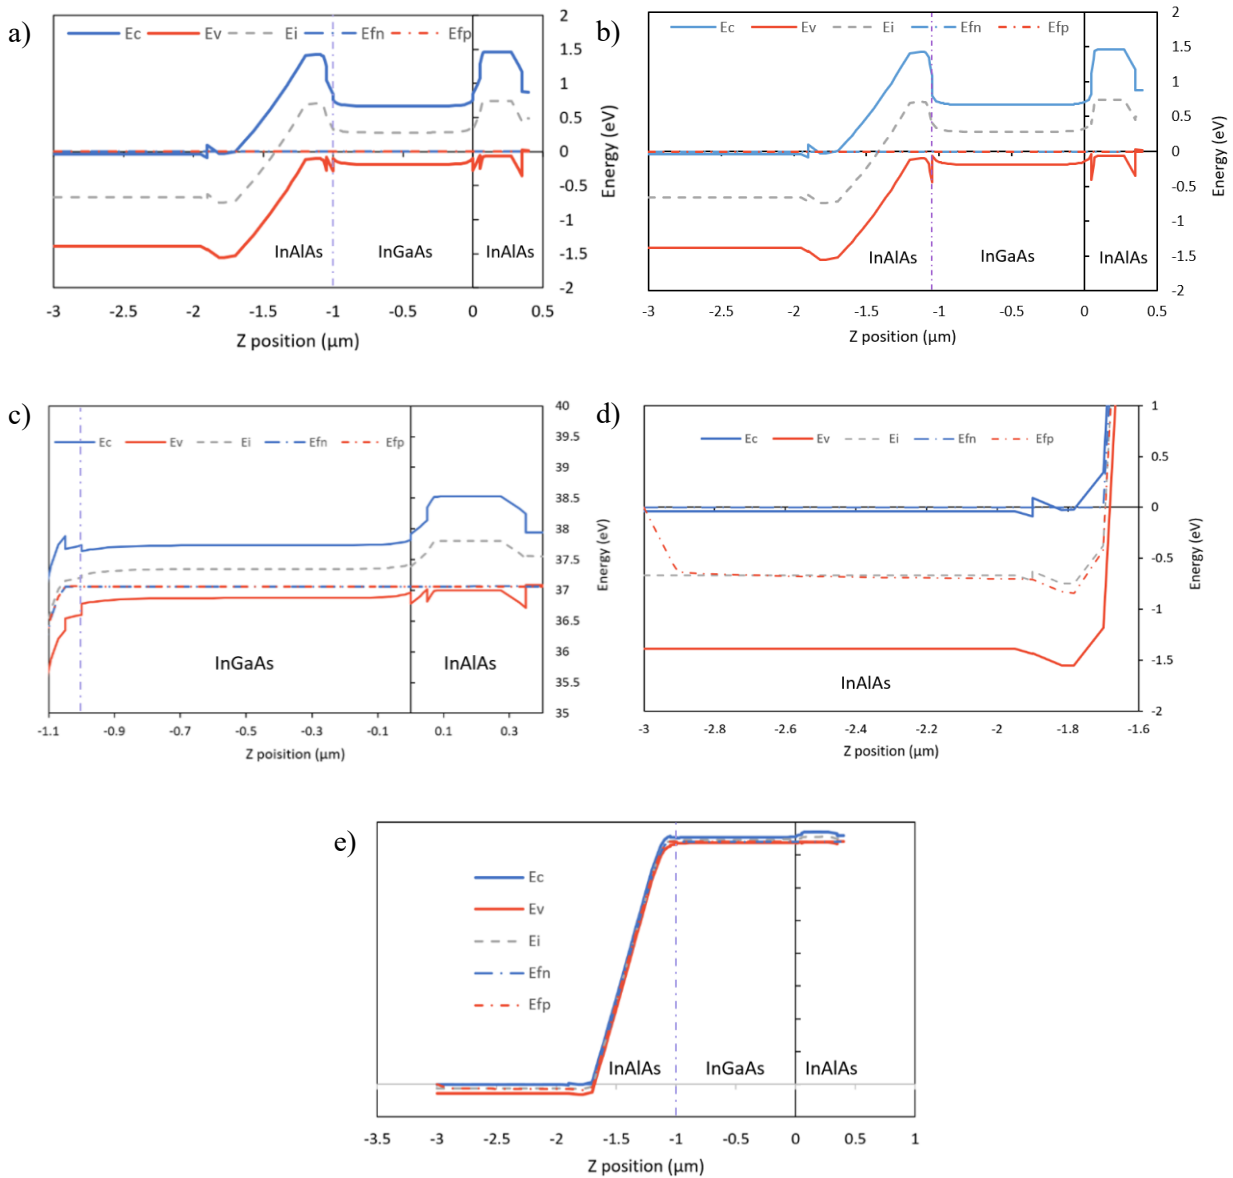 a)
Ec Ev Ei Efn Efp
2
1.5
1
0.5
0
-0.5
-1
-1.5
-2
Energy (eV)
InAlAs InGaAs InAlAs
-3 -2.5 -2 -1.5 -1 -0.5 0 0.5
Z position (µm)
b)
Ec Ev Ei Efn Efp
2
1.5
1
0.5
0
-0.5
-1
-1.5
-2
Energy (eV)
InAlAs InGaAs InAlAs
-3 -2.5 -2 -1.5 -1 -0.5 0 0.5
Z position (µm)
c)
Ec Ev Ei Efn Efp
40
39.5
39
38.5
38
37.5
37
36.5
36
35.5
35
Energy (eV)
InGaAs InAlAs
-1.1 -0.9 -0.7 -0.5 -0.3 -0.1 0.1 0.3
Z poisition (µm)
d)
Ec Ev Ei Efn Efp
1
0.5
0
-0.5
-1
-1.5
-2
Energy (eV)
InAlAs
-3 -2.8 -2.6 -2.4 -2.2 -2 -1.8 -1.6
Z position (µm)
e)
Ec
Ev
Ei
Efn
Efp
InAlAs InGaAs InAlAs
-3.5 -3 -2.5 -2 -1.5 -1 -0.5 0 0.5 1
Z position (µm)